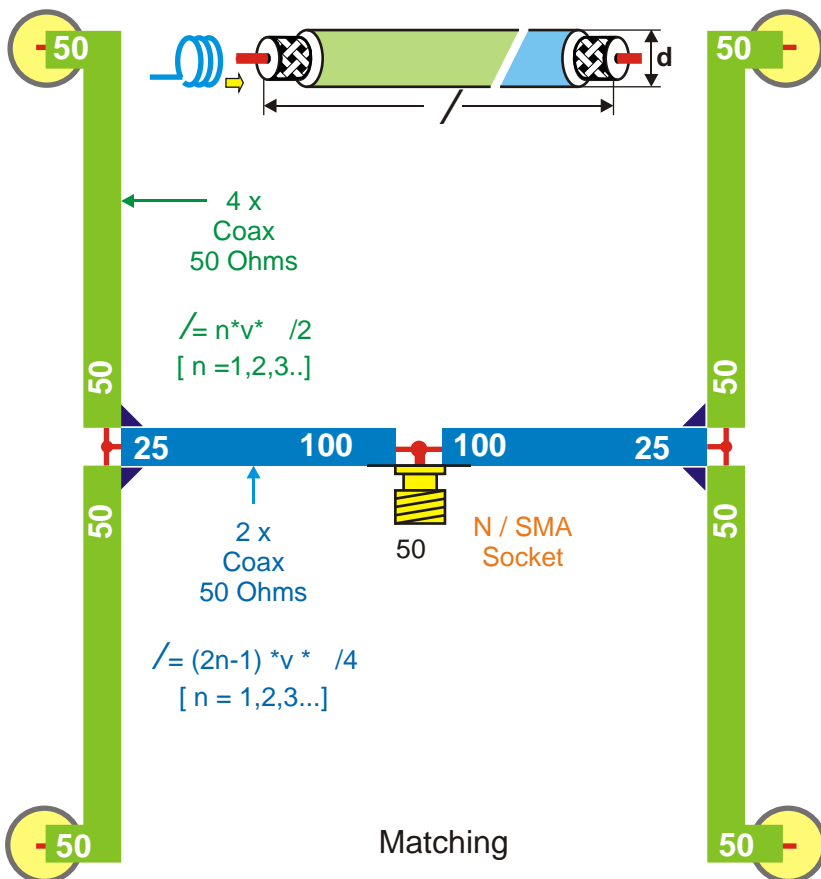 50
50
d
l
4 x
Coax
50 Ohms
l= n*v* /2
[ n =1,2,3..]
50
50
25
100
100
25
50
50
2 x
Coax
50 Ohms
50
N / SMA
Socket
l= (2n-1) *v * /4
[ n = 1,2,3...]
50
50
Matching